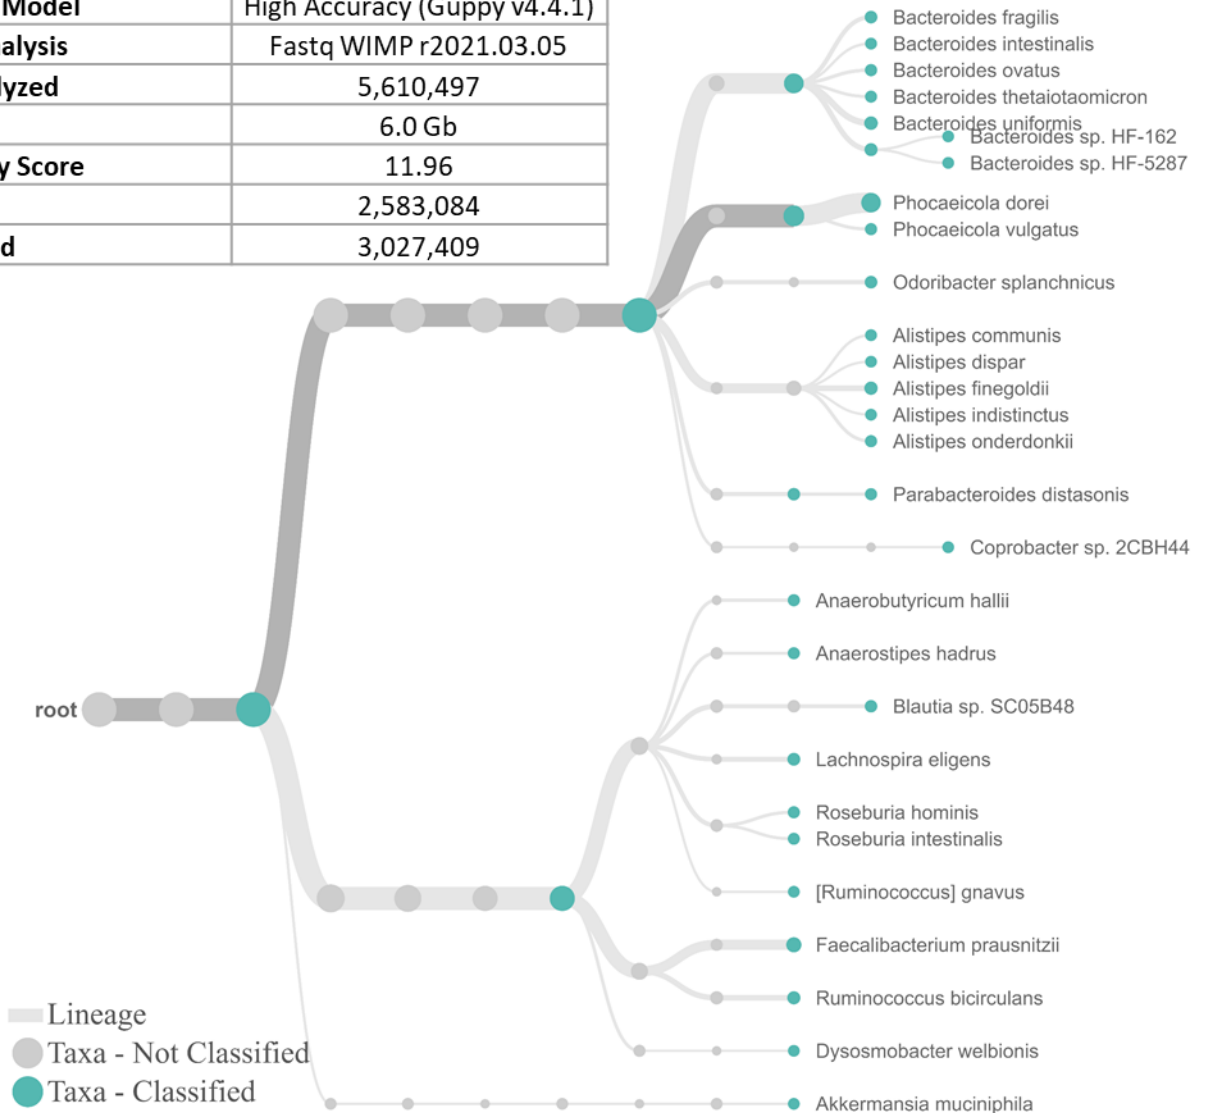 Model High Accuracy (Guppy v4.4.1)
alysis Fastq WIMP r2021.03.05
lyzed 5,610,497
6.0 Gb
y Score 11.96
2,583,084
d 3,027,409
Bacteroides fragilis
Bacteroides intestinalis
Bacteroides ovatus
Bacteroides thetaiotaomicron
Bacteroides uniformis
Bacteroides sp. HF-162
Bacteroides sp. HF-5287
Phocaeicola dorei
Phocaeicola vulgatus
Odoribacter splanchnicus
Alistipes communis
Alistipes dispar
Alistipes finegoldii
Alistipes indistinctus
Alistipes onderdonkii
Parabacteroides distasonis
Coprobacter sp. 2CBH44
Anaerobutyricum hallii
Anaerostipes hadrus
root
Blautia sp. SC05B48
Lachnospira eligens
Roseburia hominis
Roseburia intestinalis
[Ruminococcus] gnavus
Faecalibacterium prausnitzii
Ruminococcus bicirculans
Dysosmobacter welbionis
Akkermansia muciniphila
Lineage
Taxa - Not Classified
Taxa - Classified